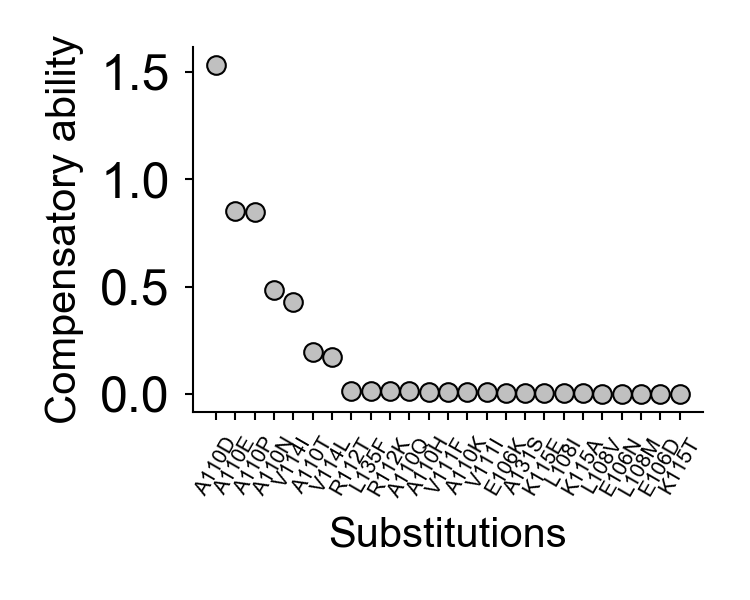 Compensatory ability
1.5
1.0
0.5
0.0
A110D
A110E
A110P
A110N
V114I
A110T
V114L
R112T
L135F
R112K
A110Q
A110H
V111F
A110K
V111I
E106K
A131S
K115E
L108I
K115A
L108V
E106N
L108M
E106D
K115T
Substitutions